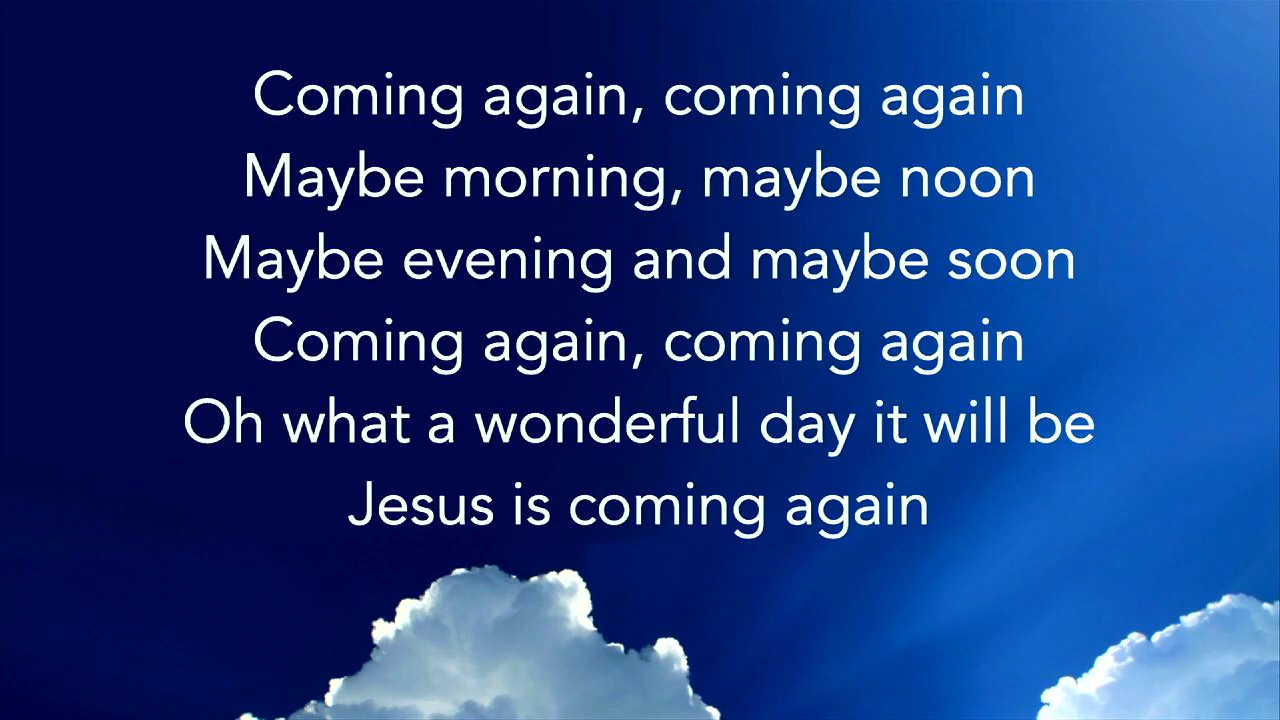 Coming again, coming again
Maybe morning, maybe noon
Maybe evening and maybe soon
Coming again, coming again
Oh what a wonderful day it will be
Jesus is coming again